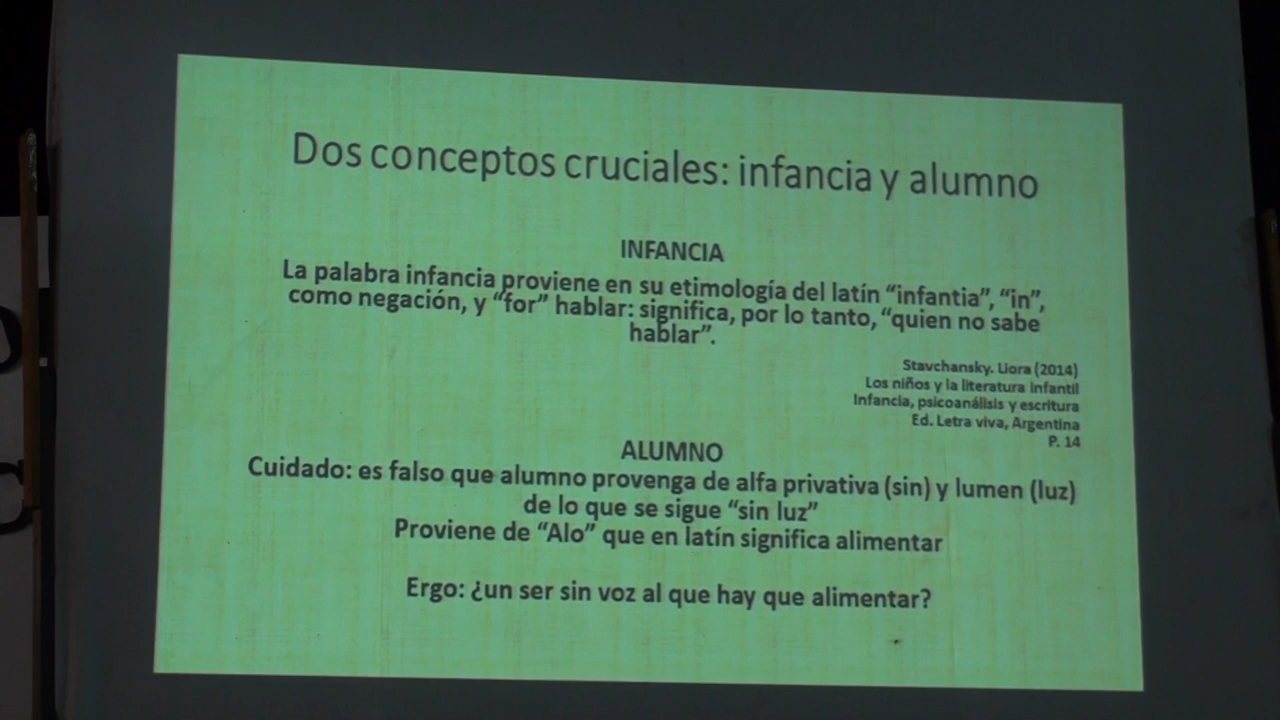 Dos conceptos cruciales: infancia y alumno
INFANCIA
La palabra infancia proviene en su etimología del latín “infantia”, “in”,
como negación, y “for” hablar: significa, por lo tanto, “quien no sabe
hablar”.
Stavchansky. Liora (2014)
Los niños y la literatura infantil
Infancia, psicoanálisis y escritura
Ed. Letra viva, Argentina
P. 14
ALUMNO
Cuidado: es falso que alumno provenga de alfa privativa (sin) y lumen (luz)
de lo que se sigue “sin luz”
Proviene de “Alo” que en latín significa alimentar
Ergo: ¿un ser sin voz al que hay que alimentar?